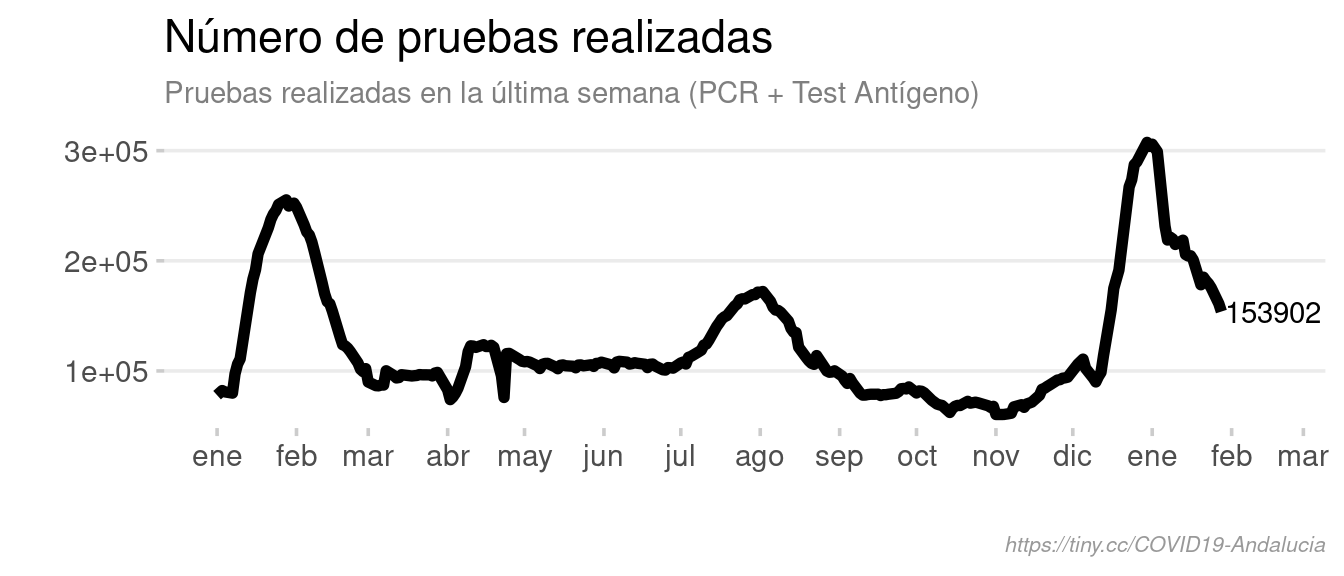 Número de pruebas realizadas
Pruebas realizadas en la última semana (PCR + Test Antígeno)
3e+05
2e+05
153902
1e+05
ene feb mar abr may jun jul ago sep oct nov dic ene feb mar
https://tiny.cc/COVID19-Andalucia